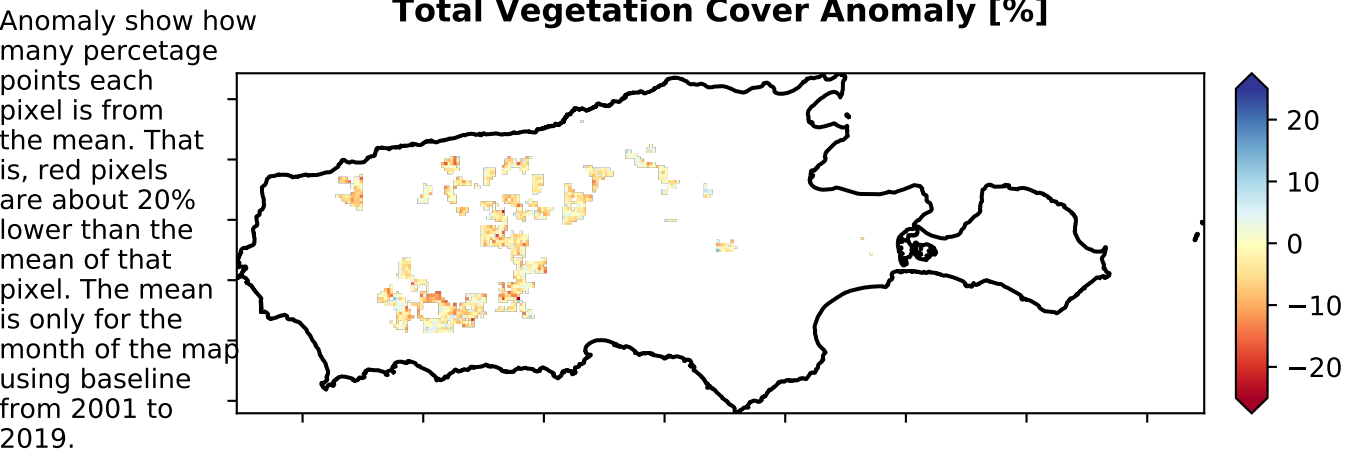 Total Vegetation Cover Anomaly [%]
Anomaly show how
many percetage
points each
pixel is from
the mean. That
is, red pixels
are about 20%
lower than the
mean of that
pixel. The mean
is only for the
month of the map
using baseline
from 2001 to
2019.
20
10
0
−10
−20